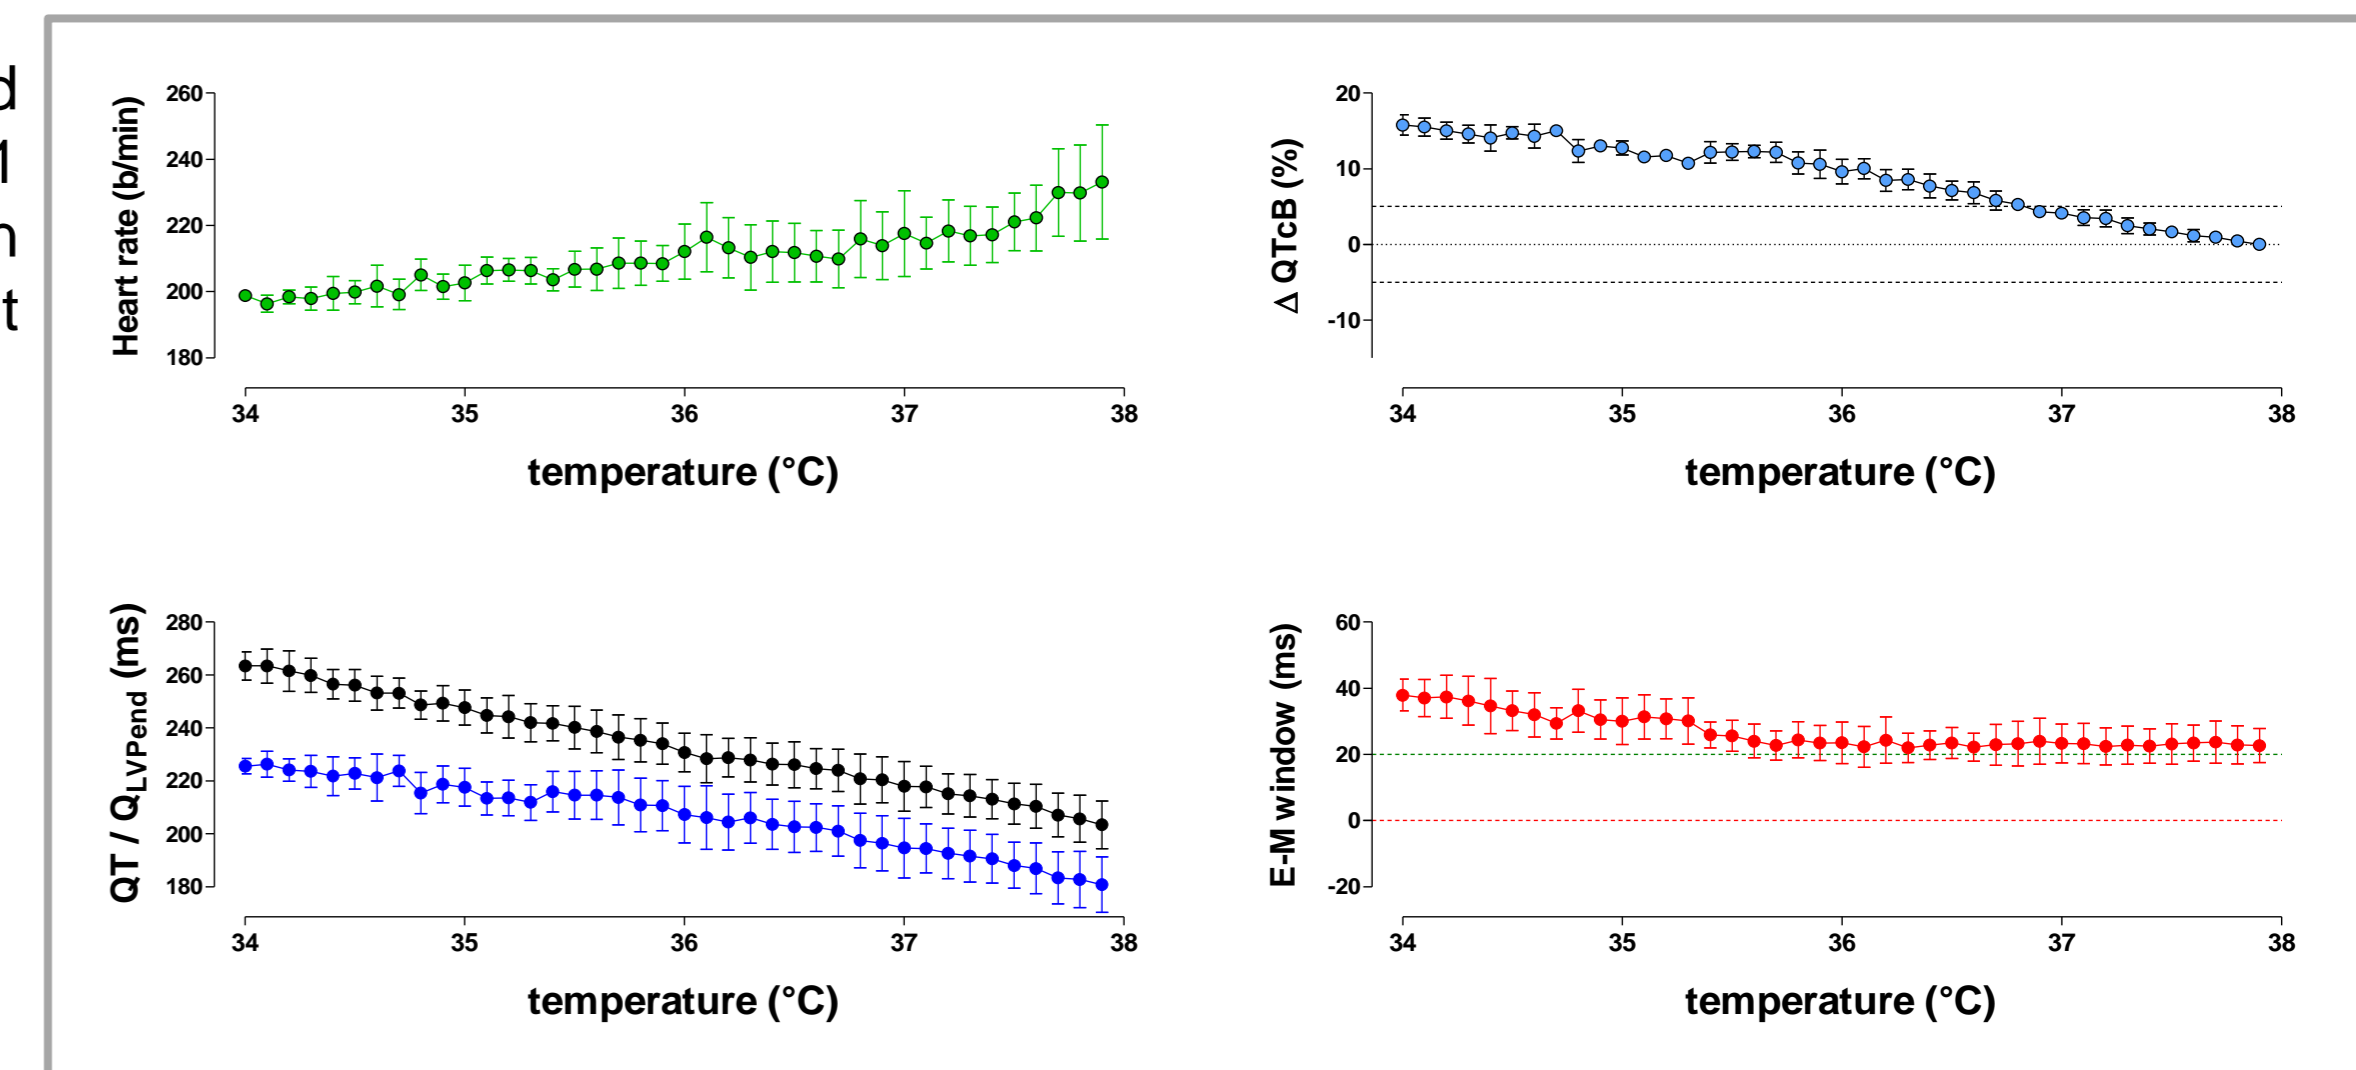 d
1
n
t
Heart rate (b/min)
260
240
220
200
180
34 35 36 37 38
temperature (°C)
Δ QTcB (%)
20
10
0
-10
34 35 36 37 38
temperature (°C)
QT / QLVPend (ms)
280
260
240
220
200
180
34 35 36 37 38
temperature (°C)
E-M window (ms)
60
40
20
0
-20
34 35 36 37 38
temperature (°C)